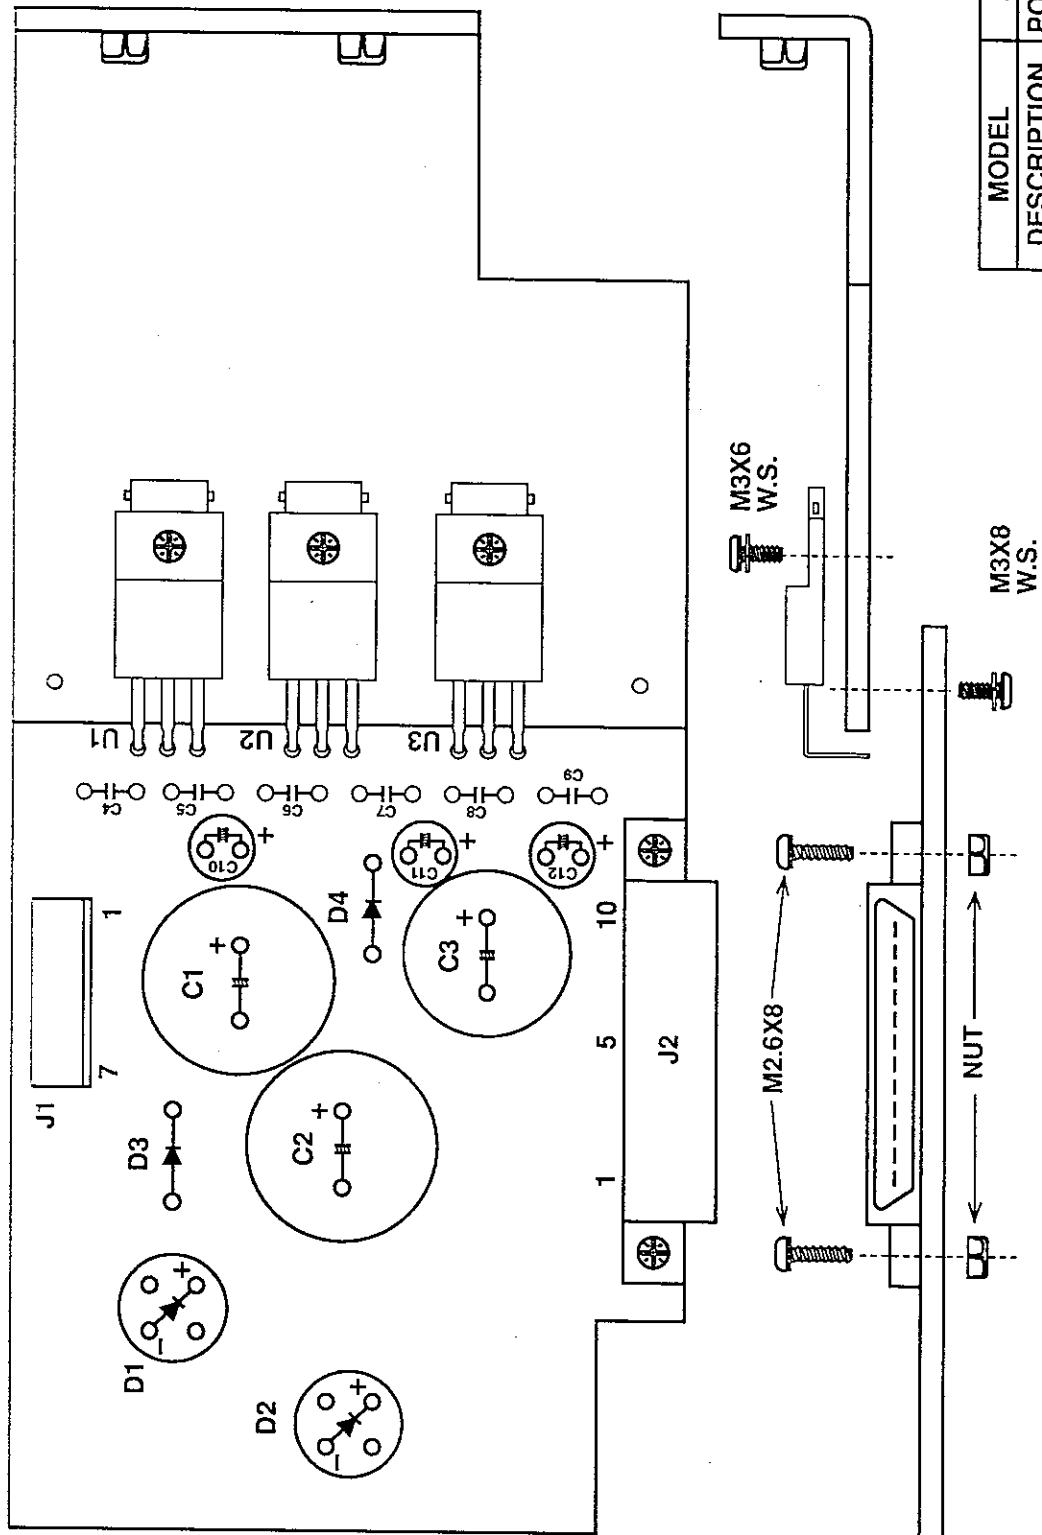 MODEL
DESCRIPTION
PO
M3X6
W.S.
M3X8
W.S.
U1
U2
U3
C4
C5
C6
C7
C8
C9
C10
+
C11
+
C12
+
J1
7
1
C1
+
D4
C3
+
D3
C2
+
1
5
10
J2
D1
+
-
D2
+
-
M2.6X8
NUT